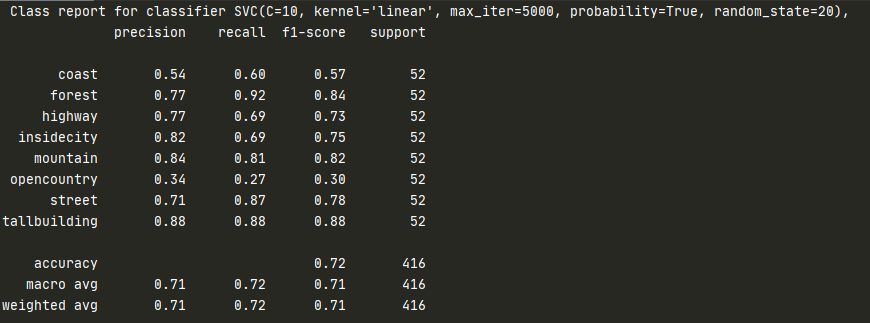 Class report for classifier SVC(C=10, kernel='linear', max_iter=5000, probability=True, random_state=20),
precision recall f1-score support
coast 0.54 0.60 0.57 52
forest 0.77 0.92 0.84 52
highway 0.77 0.69 0.73 52
insidecity 0.82 0.69 0.75 52
mountain 0.84 0.81 0.82 52
opencountry 0.34 0.27 0.30 52
street 0.71 0.87 0.78 52
tallbuilding 0.88 0.88 0.88 52
accuracy 0.72 416
macro avg 0.71 0.72 0.71 416
weighted avg 0.71 0.72 0.71 416